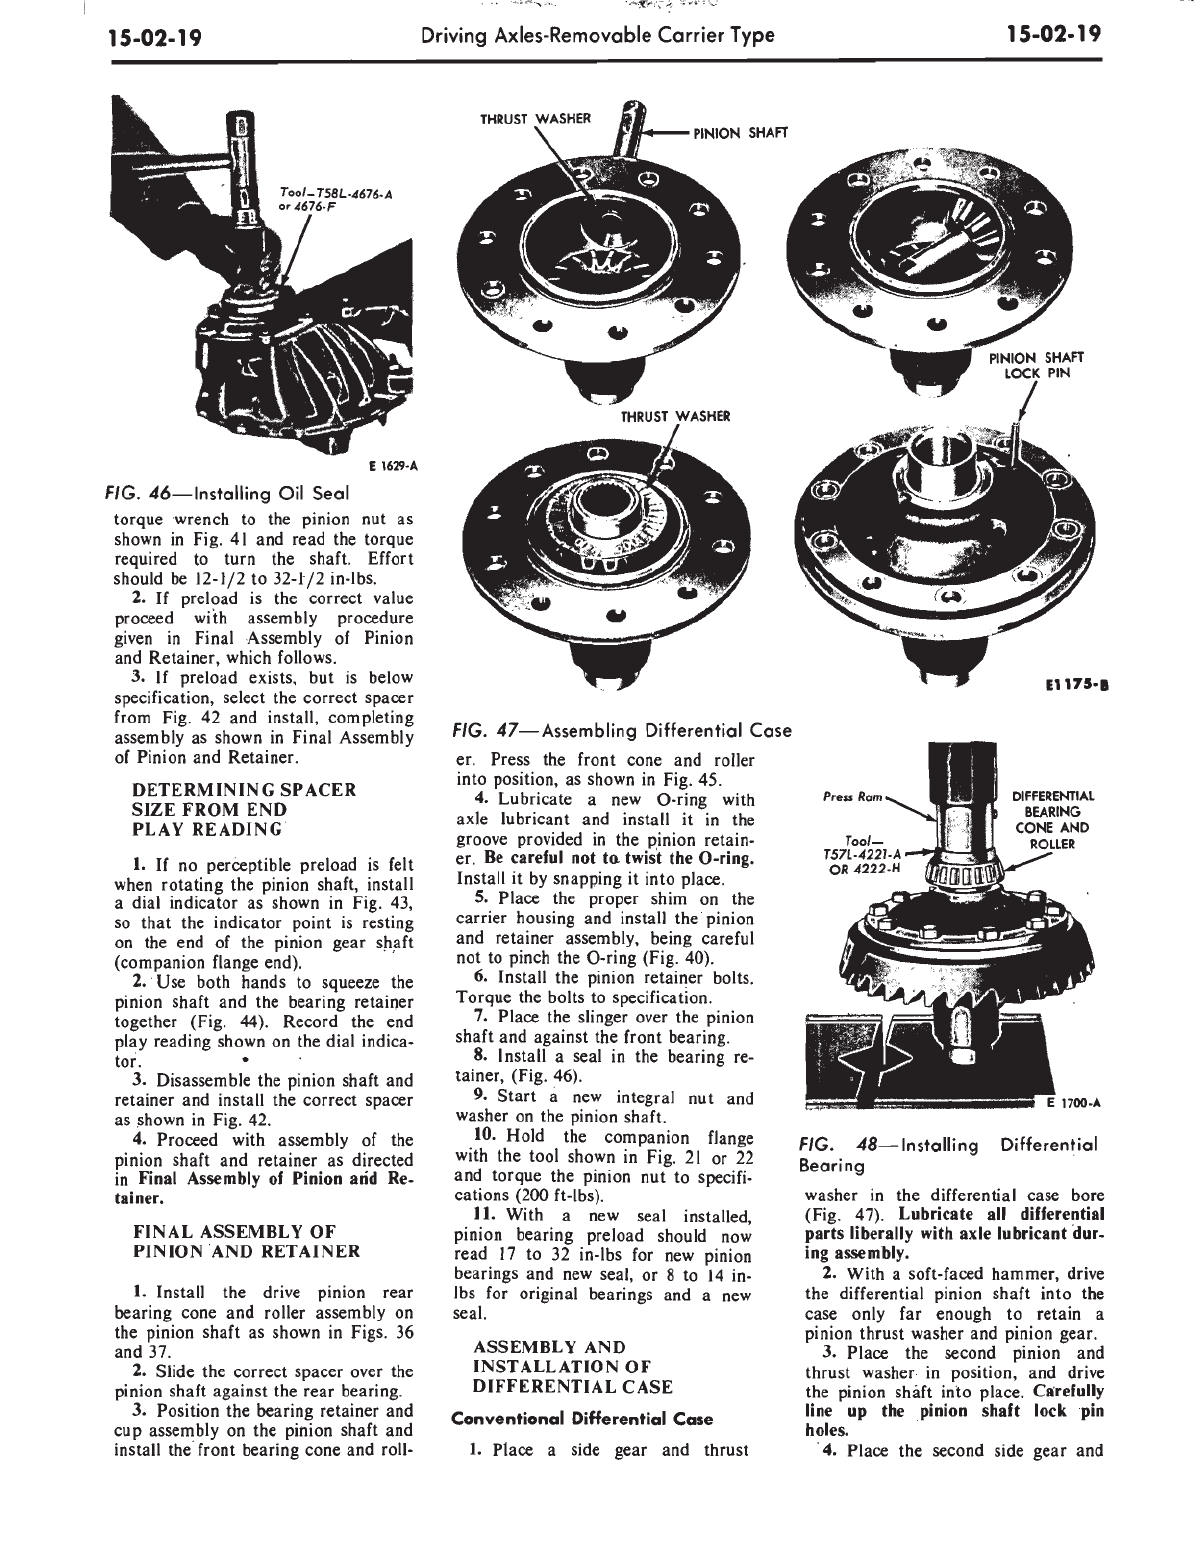 15-02-19
Driving Axles-Removable Carrier Type
15-02-19
Tool-T58L-4676-A
or 4676-F
E 1629-A
FIG. 46—Installing Oil Seal
THRUST WASHER
PINION SHAFT
PINION SHAFT
LOCK PIN
THRUST WASHER
E1175-B
FIG. 47—Assembling Differential Case
torque wrench to the pinion nut as
shown in Fig. 41 and read the torque
required to turn the shaft. Effort
should be 12-1/2 to 32-1/2 in-lbs.
2. If preload is the correct value
proceed with assembly procedure
given in Final Assembly of Pinion
and Retainer, which follows.
3. If preload exists, but is below
specification, select the correct spacer
from Fig. 42 and install, completing
assembly as shown in Final Assembly
of Pinion and Retainer.
DETERMINING SPACER
SIZE FROM END
PLAY READING
1. If no perceptible preload is felt
when rotating the pinion shaft, install
a dial indicator as shown in Fig. 43,
so that the indicator point is resting
on the end of the pinion gear shaft
(companion flange end).
2. Use both hands to squeeze the
pinion shaft and the bearing retainer
together (Fig. 44). Record the end
play reading shown on the dial indica-
tor.
3. Disassemble the pinion shaft and
retainer and install the correct spacer
as shown in Fig. 42.
4. Proceed with assembly of the
pinion shaft and retainer as directed
in Final Assembly of Pinion and Re-
tainer.
FINAL ASSEMBLY OF
PINION AND RETAINER
1. Install the drive pinion rear
bearing cone and roller assembly on
the pinion shaft as shown in Figs. 36
and 37.
2. Slide the correct spacer over the
pinion shaft against the rear bearing.
3. Position the bearing retainer and
cup assembly on the pinion shaft and
install the front bearing cone and roll-
er. Press the front cone and roller
into position, as shown in Fig. 45.
4. Lubricate a new O-ring with
axle lubricant and install it in the
groove provided in the pinion retain-
er. Be careful not to twist the O-ring.
Install it by snapping it into place.
5. Place the proper shim on the
carrier housing and install the pinion
and retainer assembly, being careful
not to pinch the O-ring (Fig. 40).
6. Install the pinion retainer bolts.
Torque the bolts to specification.
7. Place the slinger over the pinion
shaft and against the front bearing.
8. Install a seal in the bearing re-
tainer, (Fig. 46).
9. Start a new integral nut and
washer on the pinion shaft.
10. Hold the companion flange
with the tool shown in Fig. 21 or 22
and torque the pinion nut to specifi-
cations (200 ft-lbs).
11. With a new seal installed,
pinion bearing preload should now
read 17 to 32 in-lbs for new pinion
bearings and new seal, or 8 to 14 in-
lbs for original bearings and a new
seal.
ASSEMBLY AND
INSTALLATION OF
DIFFERENTIAL CASE
Conventional Differential Case
1. Place a side gear and thrust
Press Ram
Tool—
T57L-4221-A
OR 4222-H
DIFFERENTIAL
BEARING
CONE AND
ROLLER
E 1700-A
FIG. 48—Installing Differential
Bearing
washer in the differential case bore
(Fig. 47). Lubricate all differential
parts liberally with axle lubricant dur-
ing assembly.
2. With a soft-faced hammer, drive
the differential pinion shaft into the
case only far enough to retain a
pinion thrust washer and pinion gear.
3. Place the second pinion and
thrust washer in position, and drive
the pinion shaft into place. Carefully
line up the pinion shaft lock pin
holes.
4. Place the second side gear and